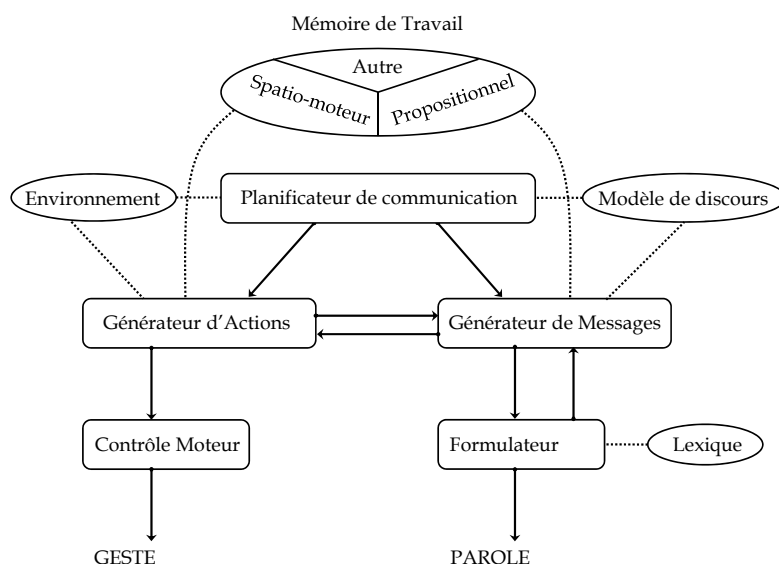 Mémoire de Travail
Autre
Spatio-moteur
Propositionnel
Environnement
Planificateur de communication
Modèle de discours
Générateur d'Actions
Générateur de Messages
Contrôle Moteur
Formulateur
Lexique
GESTE
PAROLE